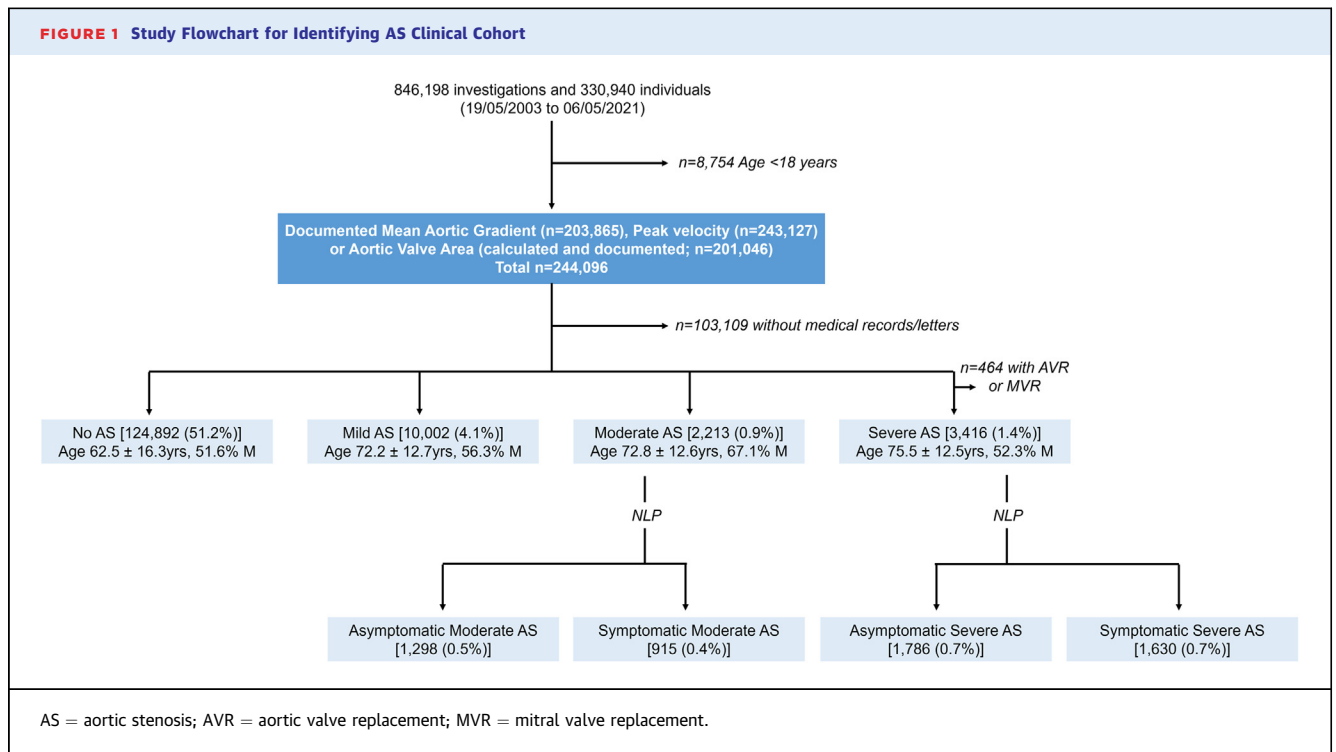 FIGURE 1 Study Flowchart for Identifying AS Clinical Cohort
846,198 investigations and 330,940 individuals
(19/05/2003 to 06/05/2021)
n=8,754 Age <18 years
Documented Mean Aortic Gradient (n=203,865), Peak velocity (n=243,127)
or Aortic Valve Area (calculated and documented; n=201,046)
Total n=244,096
n=103,109 without medical records/letters
n=464 with AVR
or MVR
No AS [124,892 (51.2%)]
Age 62.5 ± 16.3yrs, 51.6% M
Mild AS [10,002 (4.1%)]
Age 72.2 ± 12.7yrs, 56.3% M
Moderate AS [2,213 (0.9%)]
Age 72.8 ± 12.6yrs, 67.1% M
Severe AS [3,416 (1.4%)]
Age 75.5 ± 12.5yrs, 52.3% M
NLP
NLP
Asymptomatic Moderate AS
[1,298 (0.5%)]
Symptomatic Moderate AS
[915 (0.4%)]
Asymptomatic Severe AS
[1,786 (0.7%)]
Symptomatic Severe AS
[1,630 (0.7%)]
AS = aortic stenosis; AVR = aortic valve replacement; MVR = mitral valve replacement.